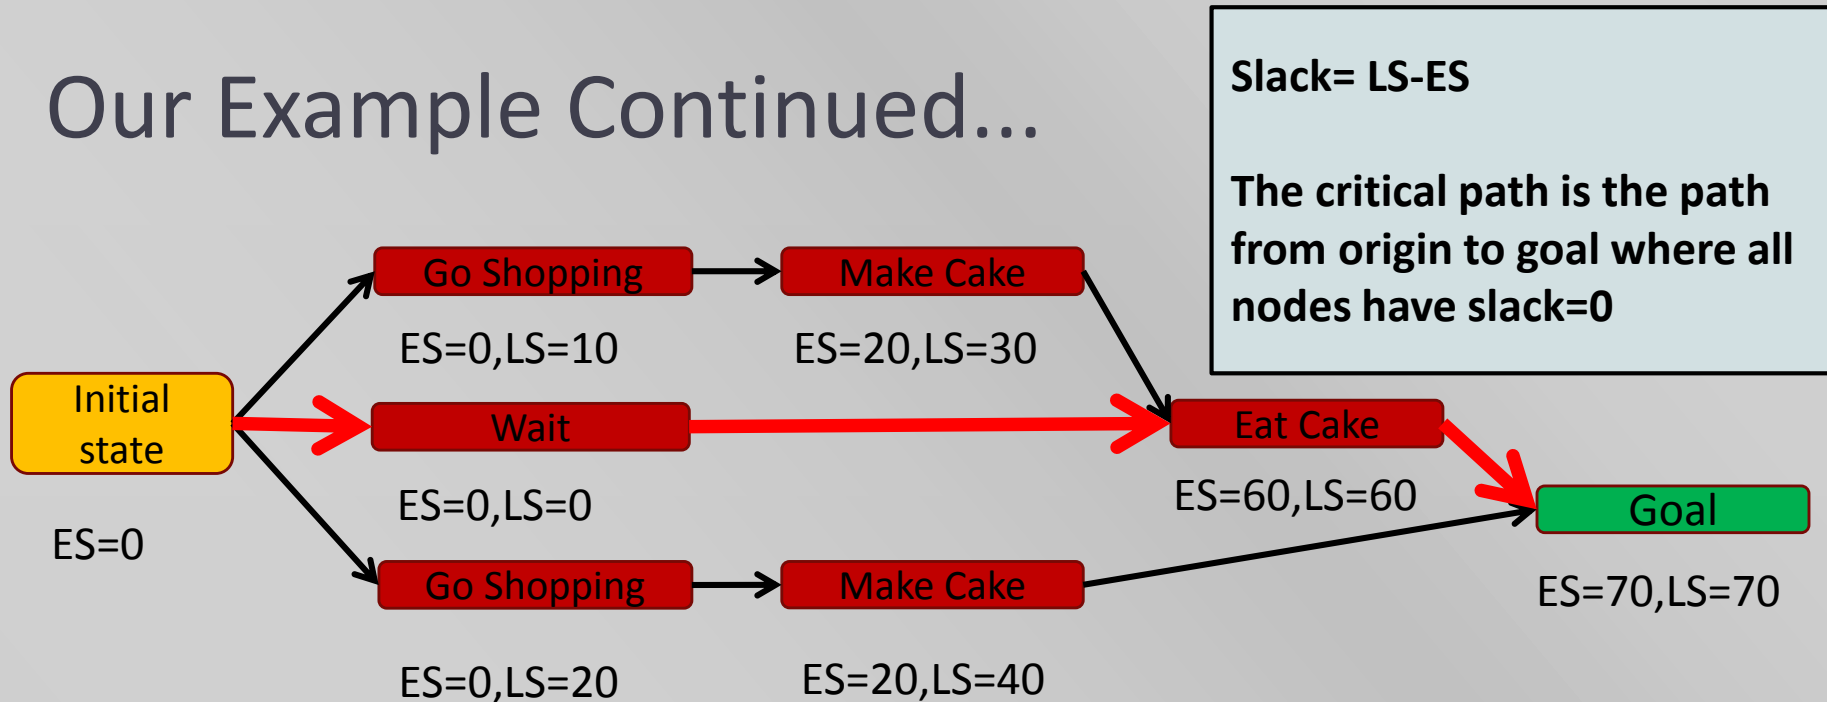 Our Example Continued...
Slack= LS-ES
The critical path is the path
from origin to goal where all
nodes have slack=0
Go Shopping
Make Cake
ES=0,LS=10
ES=20,LS=30
Initial
state
ES=0
Wait
ES=0,LS=0
Eat Cake
ES=60,LS=60
Goal
ES=70,LS=70
Go Shopping
Make Cake
ES=0,LS=20
ES=20,LS=40